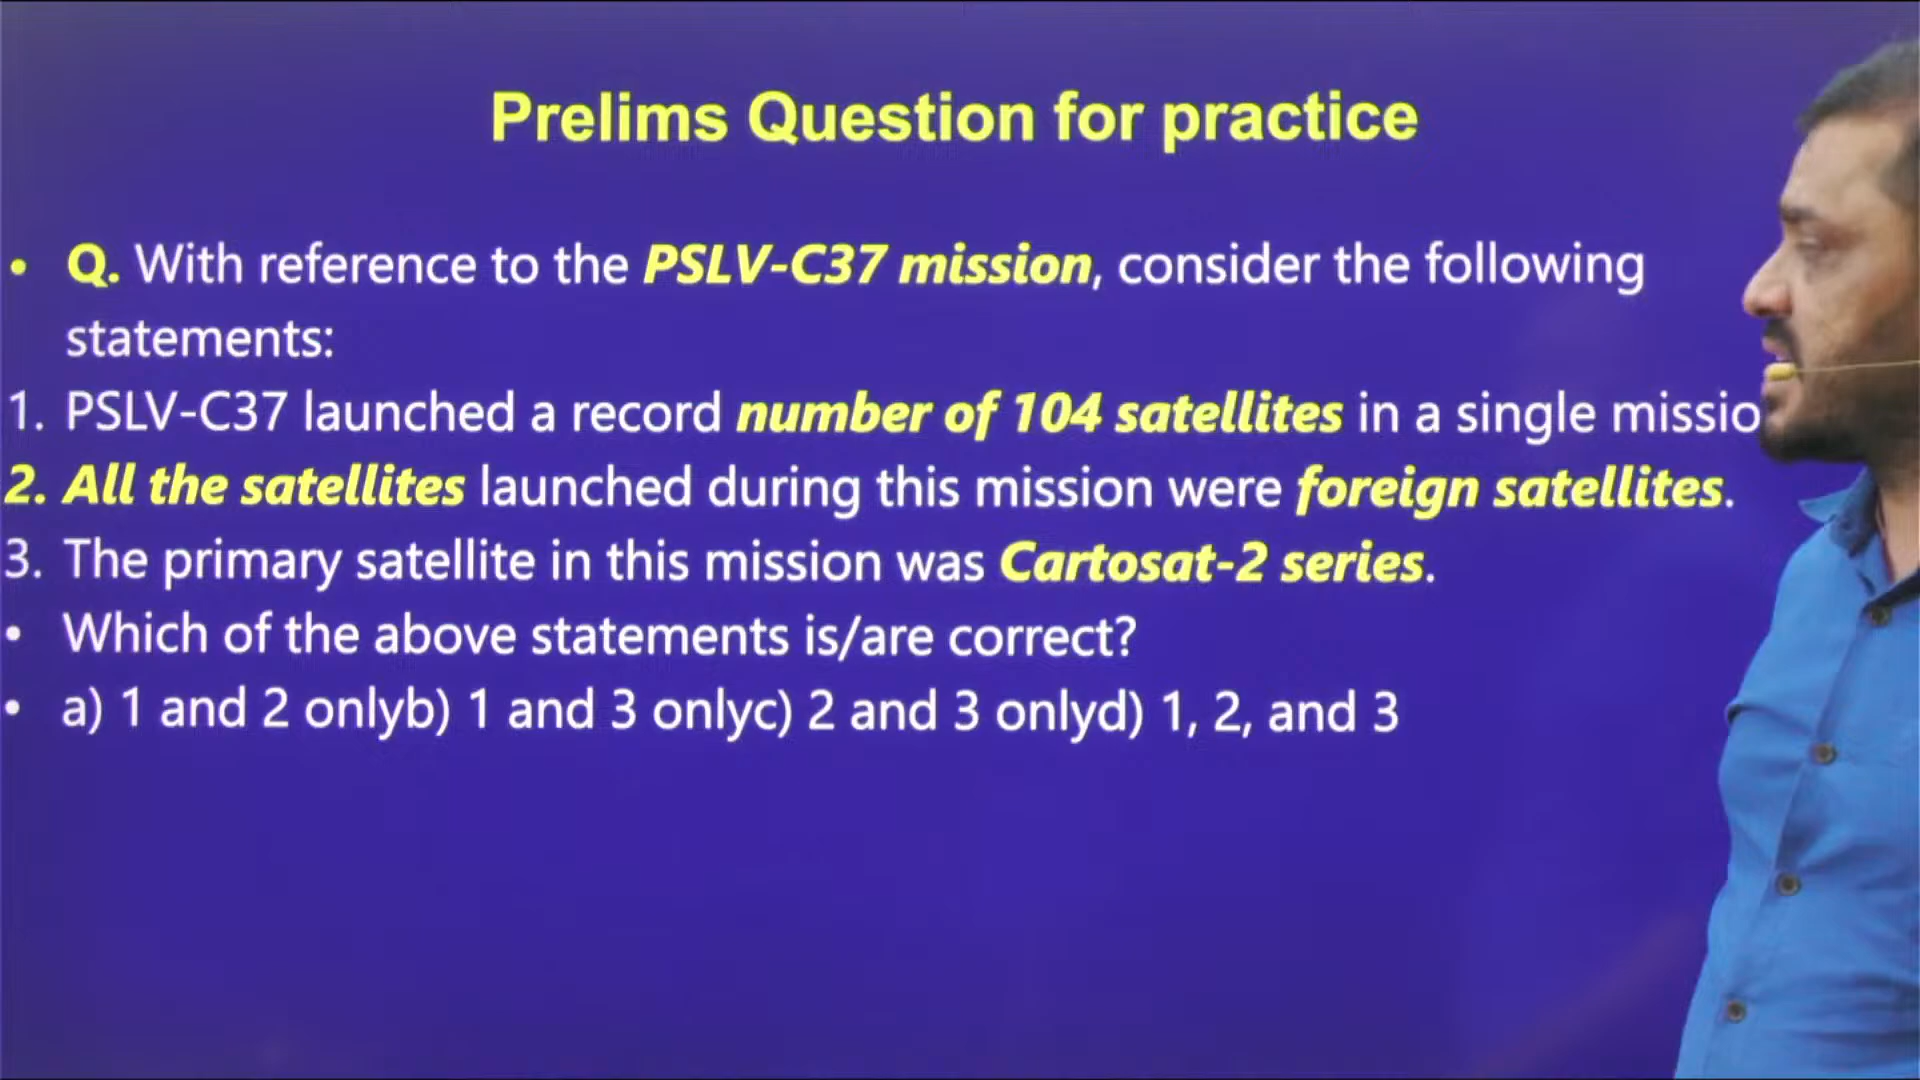 Prelims Question for practice
• Q. With reference to the PSLV-C37 mission, consider the following
statements:
1. PSLV-C37 launched a record number of 104 satellites in a single missio
2. All the satellites launched during this mission were foreign satellites.
3. The primary satellite in this mission was Cartosat-2 series.
• Which of the above statements is/are correct?
• a) 1 and 2 onlyb) 1 and 3 onlyc) 2 and 3 onlyd) 1, 2, and 3